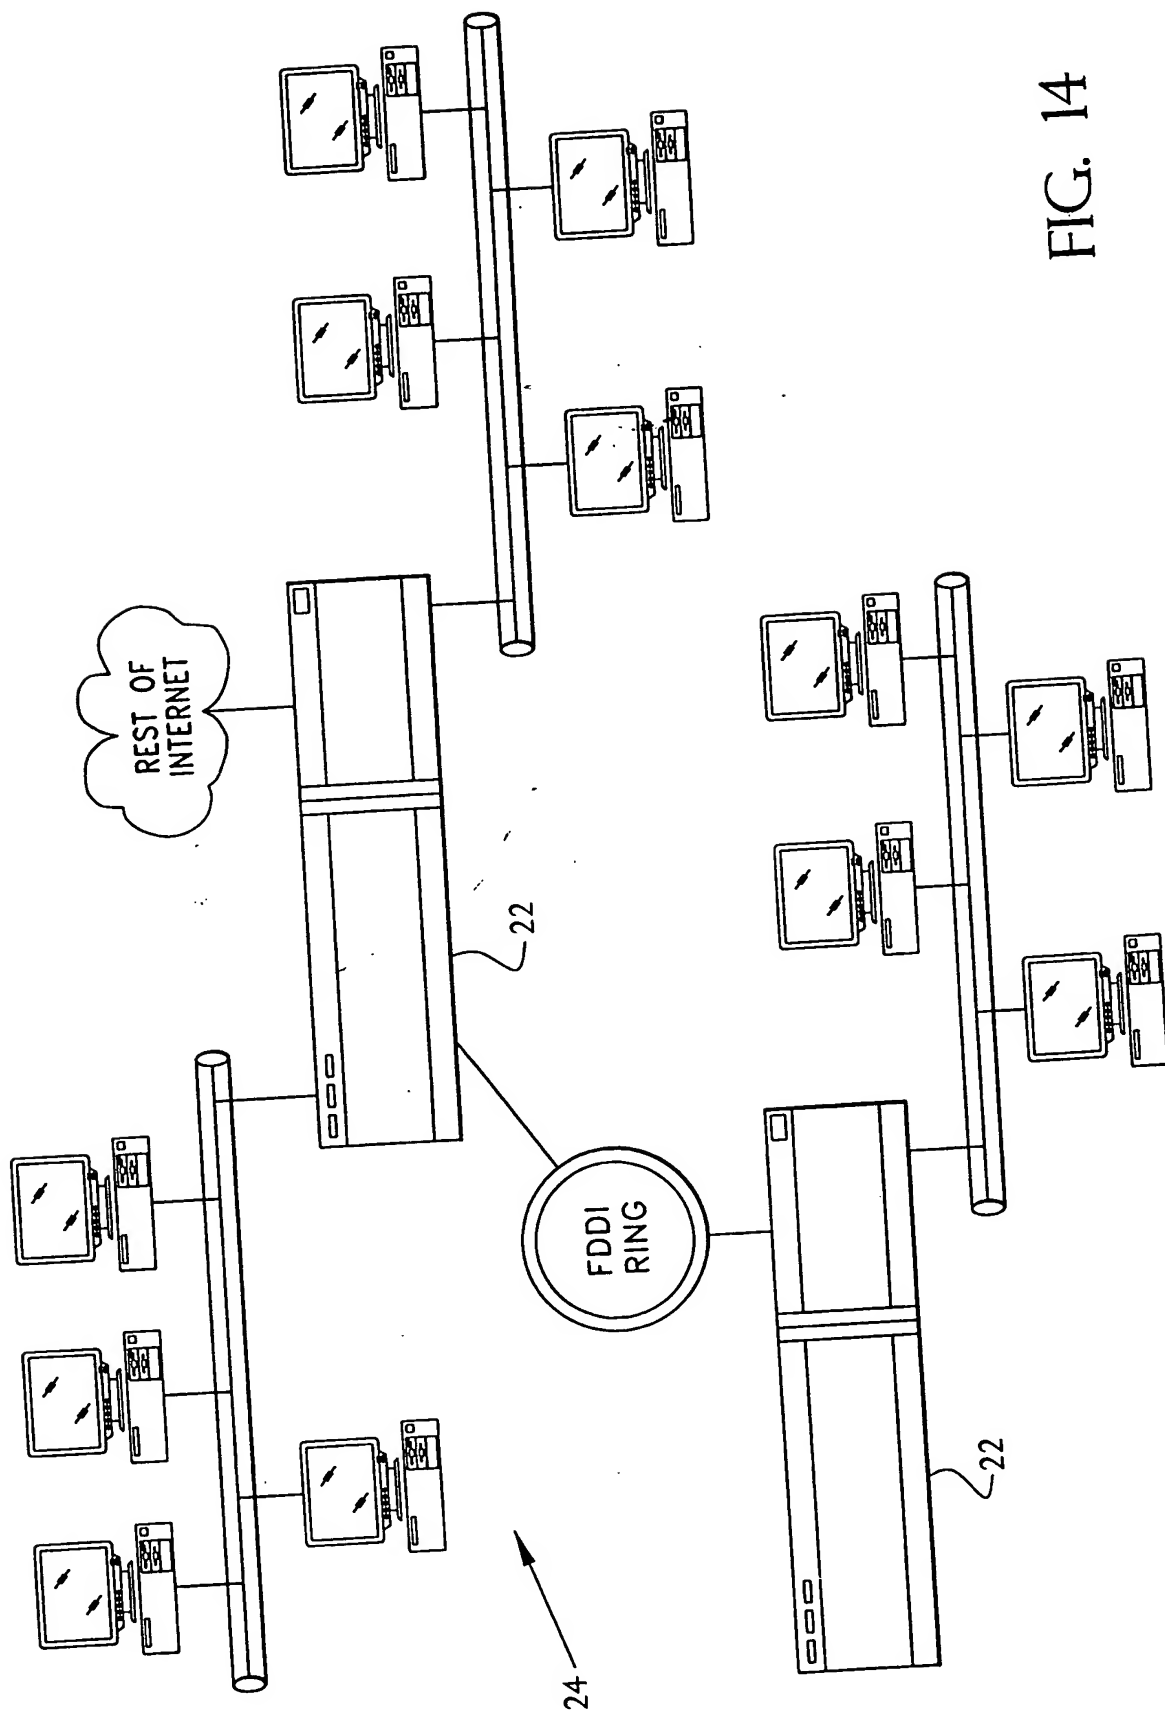 REST OF
INTERNET
22
FDDI
RING
22
24
FIG. 14